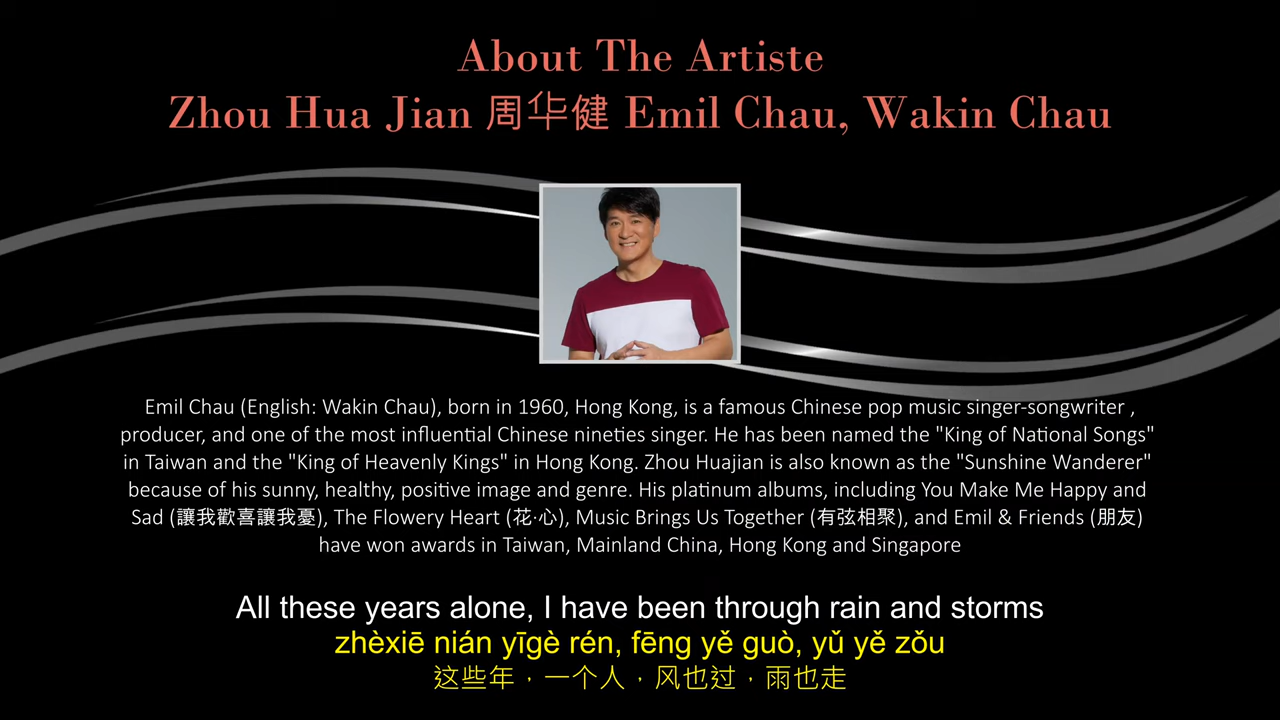 About The Artiste
Zhou Hua Jian 周华健 Emil Chau, Wakin Chau
Emil Chau (English: Wakin Chau), born in 1960, Hong Kong, is a famous Chinese pop music singer-songwriter ,
producer, and one of the most influential Chinese nineties singer. He has been named the "King of National Songs"
in Taiwan and the "King of Heavenly Kings" in Hong Kong. Zhou Huajian is also known as the "Sunshine Wanderer"
because of his sunny, healthy, positive image and genre. His platinum albums, including You Make Me Happy and
Sad (讓我歡喜讓我憂), The Flowery Heart (花·心), Music Brings Us Together (有弦相聚), and Emil & Friends (朋友)
have won awards in Taiwan, Mainland China, Hong Kong and Singapore
All these years alone, I have been through rain and storms
zhèxiē nián yīgè rén, fēng yě guò, yǔ yě zǒu
这些年，一个人，风也过，雨也走